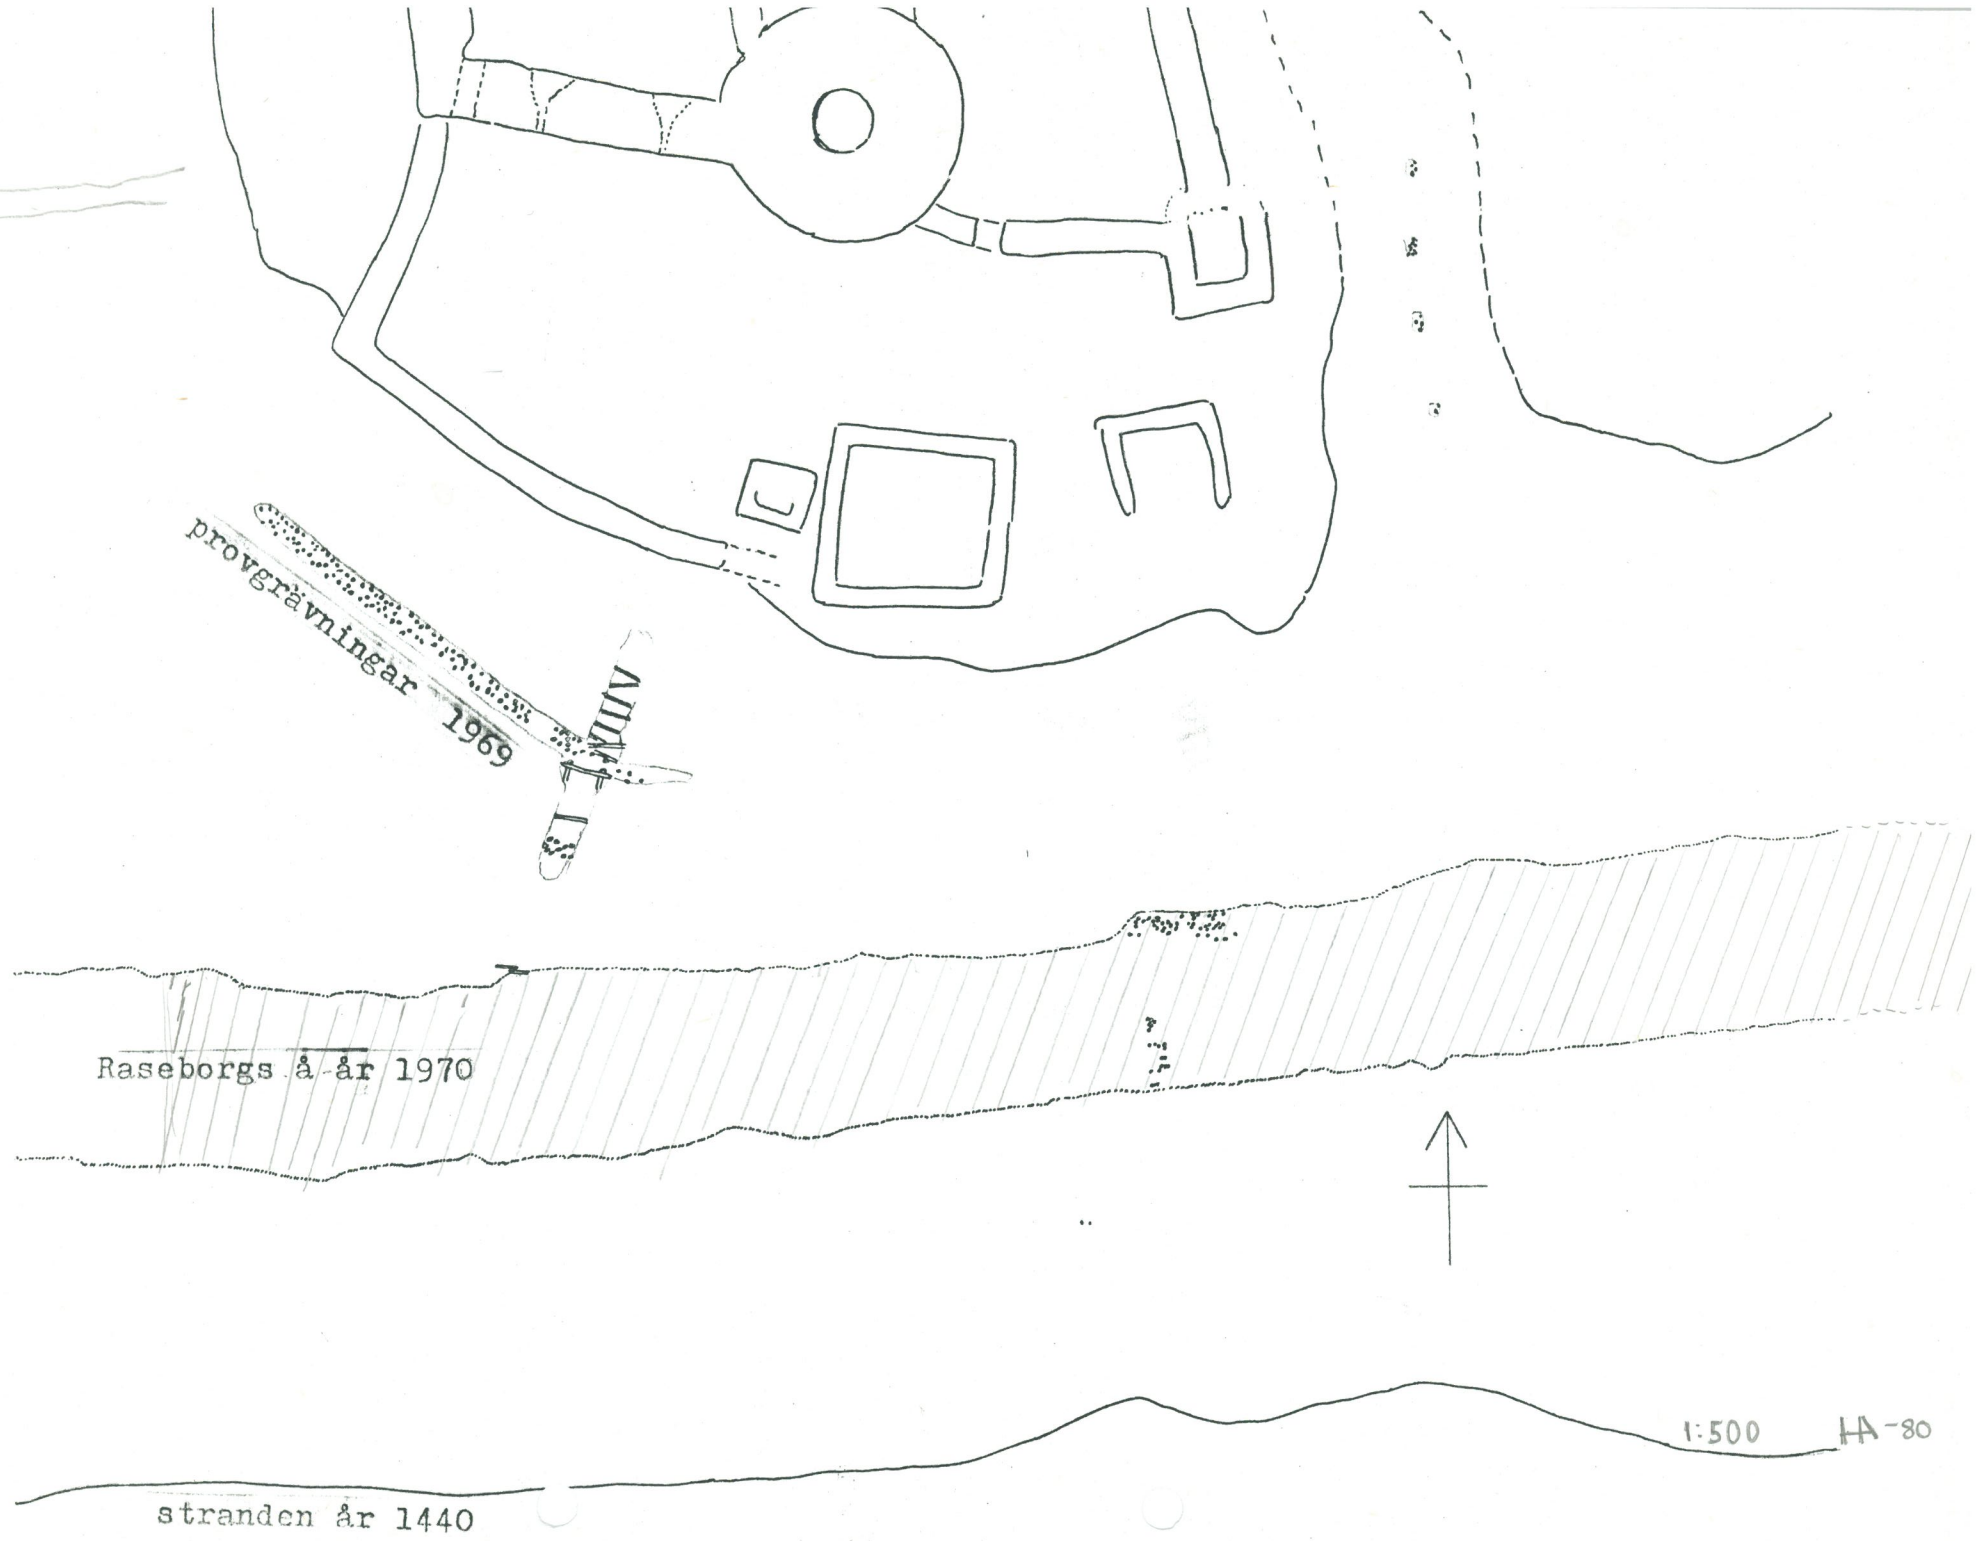 provgrävningar 1969
Raseborgs å år 1970
1:500
HA-80
stranden år 1440